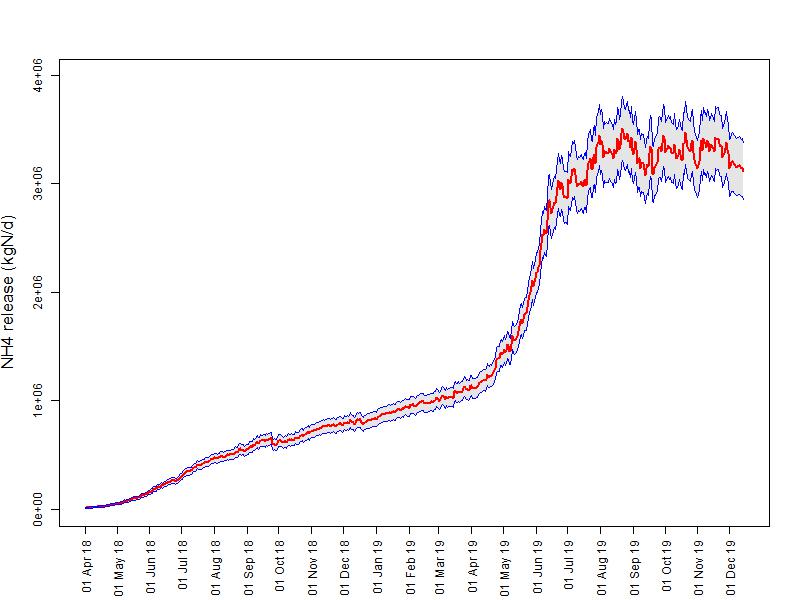 4e+06
3e+06
2e+06
1e+06
0e+00
NH4 release (kgN/d)
01 Apr 18
01 May 18
01 Jun 18
01 Jul 18
01 Aug 18
01 Sep 18
01 Oct 18
01 Nov 18
01 Dec 18
01 Jan 19
01 Feb 19
01 Mar 19
01 Apr 19
01 May 19
01 Jun 19
01 Jul 19
01 Aug 19
01 Sep 19
01 Oct 19
01 Nov 19
01 Dec 19